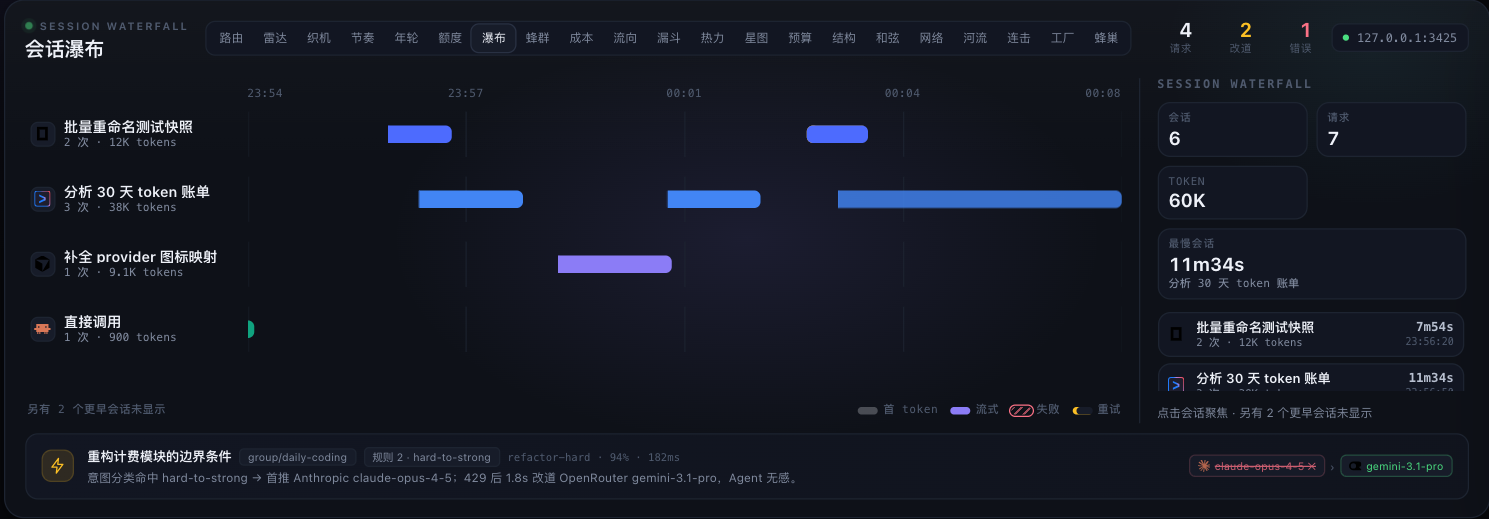 SESSION WATERFALL
会话瀑布
路由 雷达 织机 节奏 年轮 额度 瀑布 蜂群 成本 流向 漏斗 热力 星图 预算 结构 和弦 网络 河流 连击 工厂 蜂巢
4 请求
2 改道
1 错误
127.0.0.1:3425
23:54 23:57 00:01 00:04 00:08
批量重命名测试快照
2 次 · 12K tokens
分析 30 天 token 账单
3 次 · 38K tokens
补全 provider 图标映射
1 次 · 9.1K tokens
直接调用
1 次 · 900 tokens
另有 2 个更早会话未显示
首 token 流式 失败 重试
SESSION WATERFALL
会话
6
请求
7
TOKEN
60K
最慢会话
11m34s
分析 30 天 token 账单
批量重命名测试快照 7m54s
2 次 · 12K tokens 23:56:20
分析 30 天 token 账单 11m34s
点击会话聚焦 · 另有 2 个更早会话未显示
重构计费模块的边界条件 group/daily-coding 规则 2 · hard-to-strong refactor-hard · 94% · 182ms
意图分类命中 hard-to-strong → 首推 Anthropic claude-opus-4-5；429 后 1.8s 改道 OpenRouter gemini-3.1-pro，Agent 无感。
claude-opus-4-5 ✕ › gemini-3.1-pro